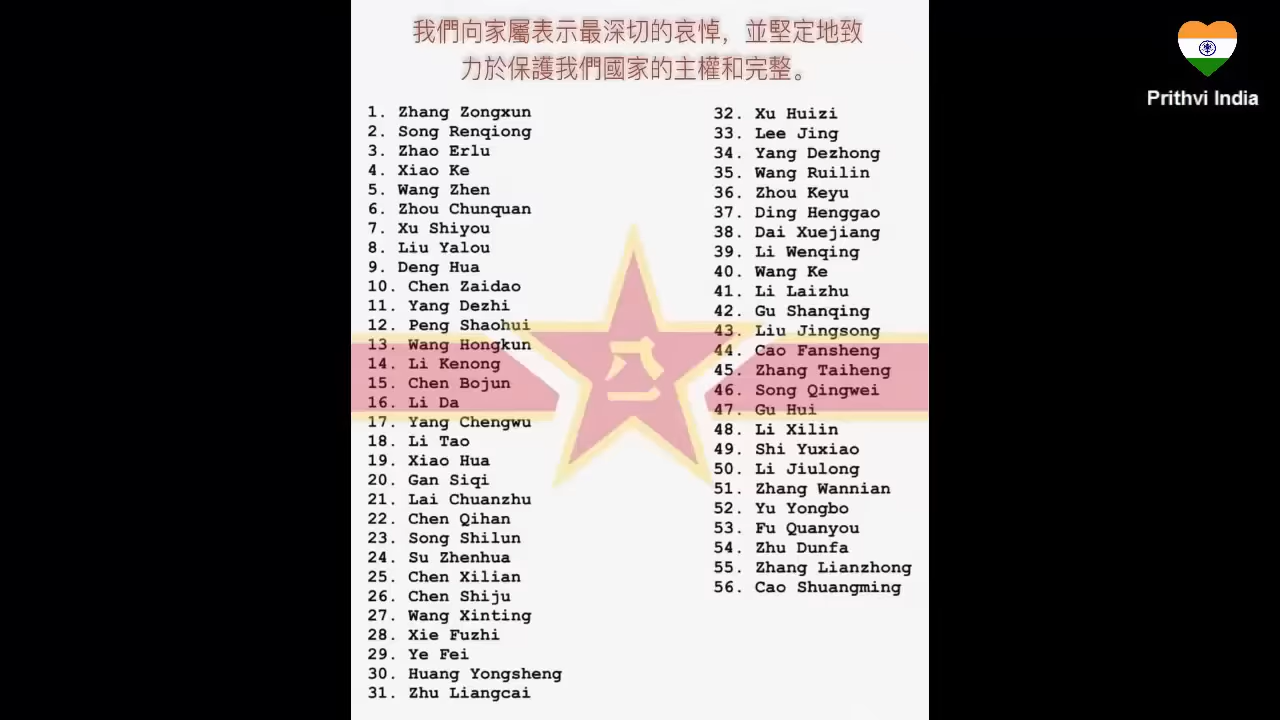 我們向家屬表示最深切的哀悼，並堅定地致
力於保護我們國家的主權和完整。
Prithvi India
1. Zhang Zongxun
2. Song Renqiong
3. Zhao Erlu
4. Xiao Ke
5. Wang Zhen
6. Zhou Chunquan
7. Xu Shiyou
8. Liu Yalou
9. Deng Hua
10. Chen Zaidao
11. Yang Dezhi
12. Peng Shaohui
13. Wang Hongkun
14. Li Kenong
15. Chen Bojun
16. Li Da
17. Yang Chengwu
18. Li Tao
19. Xiao Hua
20. Gan Siqi
21. Lai Chuanzhu
22. Chen Qihan
23. Song Shilun
24. Su Zhenhua
25. Chen Xilian
26. Chen Shiju
27. Wang Xinting
28. Xie Fuzhi
29. Ye Fei
30. Huang Yongsheng
31. Zhu Liangcai
32. Xu Huizi
33. Lee Jing
34. Yang Dezhong
35. Wang Ruilin
36. Zhou Keyu
37. Ding Henggao
38. Dai Xuejiang
39. Li Wenqing
40. Wang Ke
41. Li Laizhu
42. Gu Shanqing
43. Liu Jingsong
44. Cao Fansheng
45. Zhang Taiheng
46. Song Qingwei
47. Gu Hui
48. Li Xilin
49. Shi Yuxiao
50. Li Jiulong
51. Zhang Wannian
52. Yu Yongbo
53. Fu Quanyou
54. Zhu Dunfa
55. Zhang Lianzhong
56. Cao Shuangming
八一